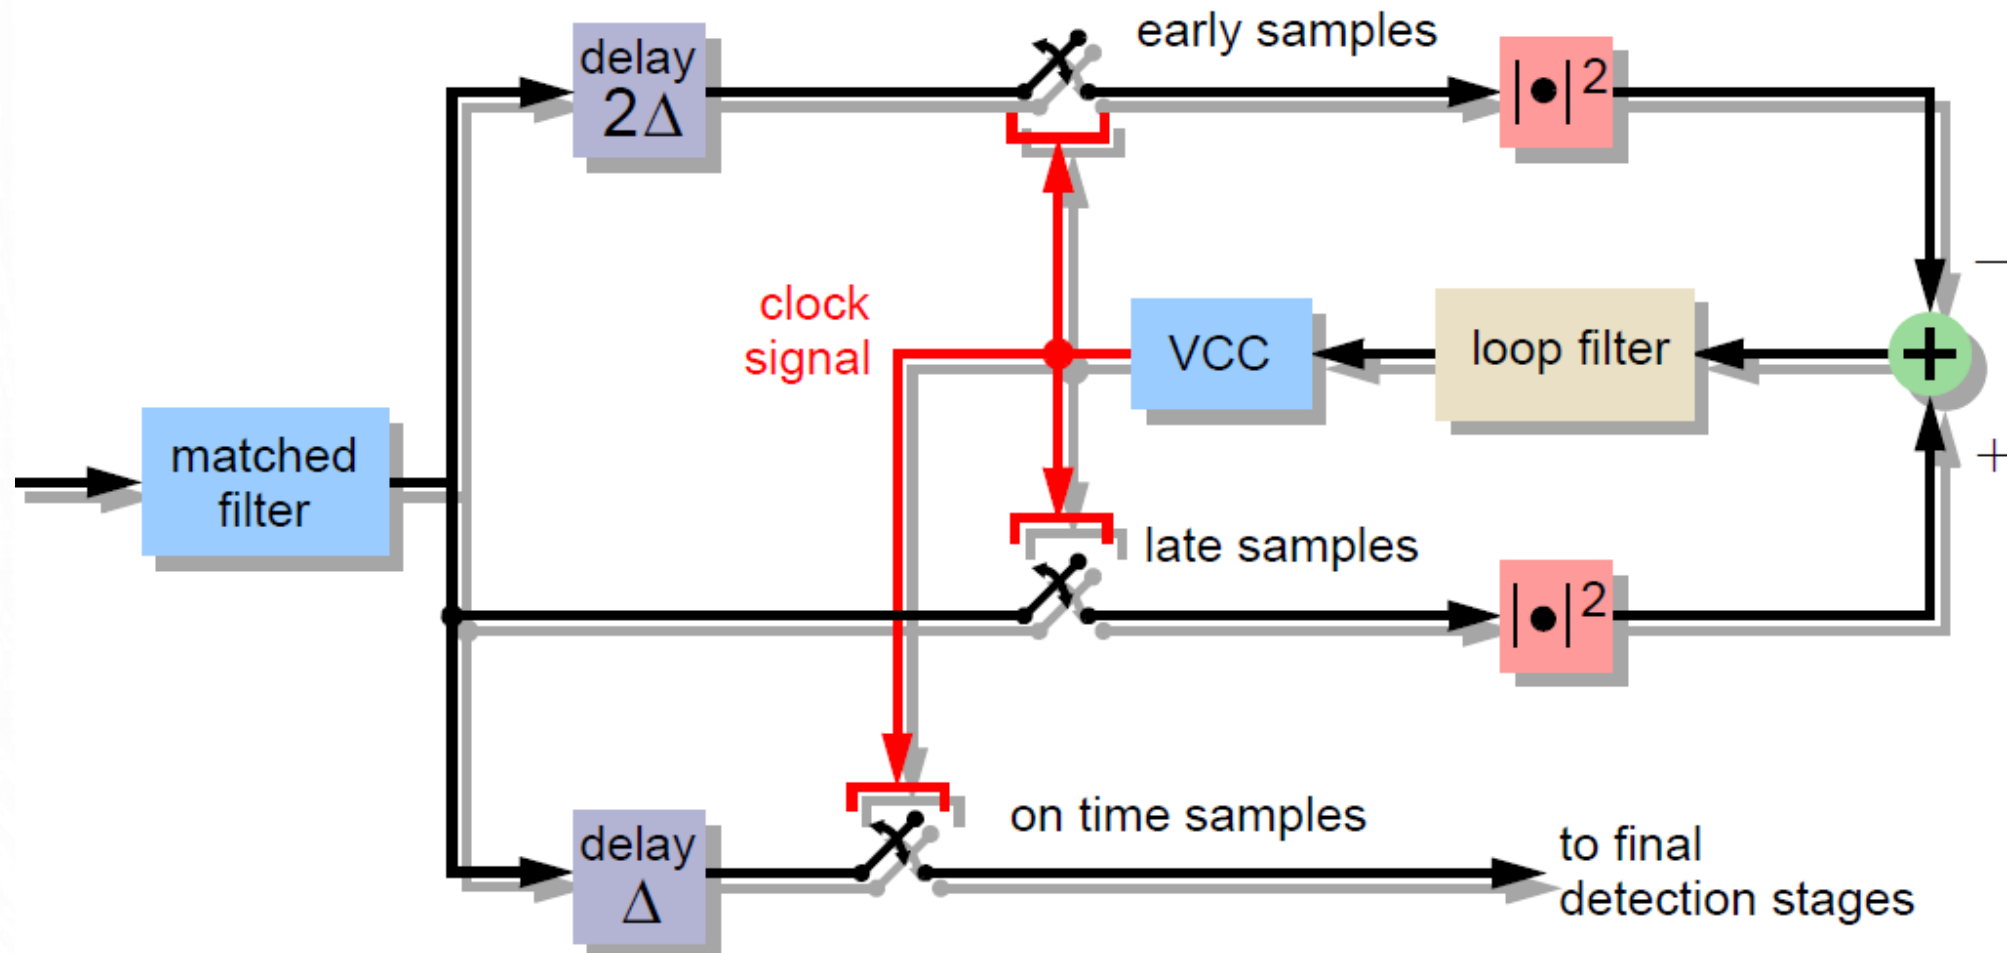 delay
2Δ
early samples
|•|²
−
clock
signal
VCC
loop filter
+
+
matched
filter
late samples
|•|²
on time samples
delay
Δ
to final
detection stages